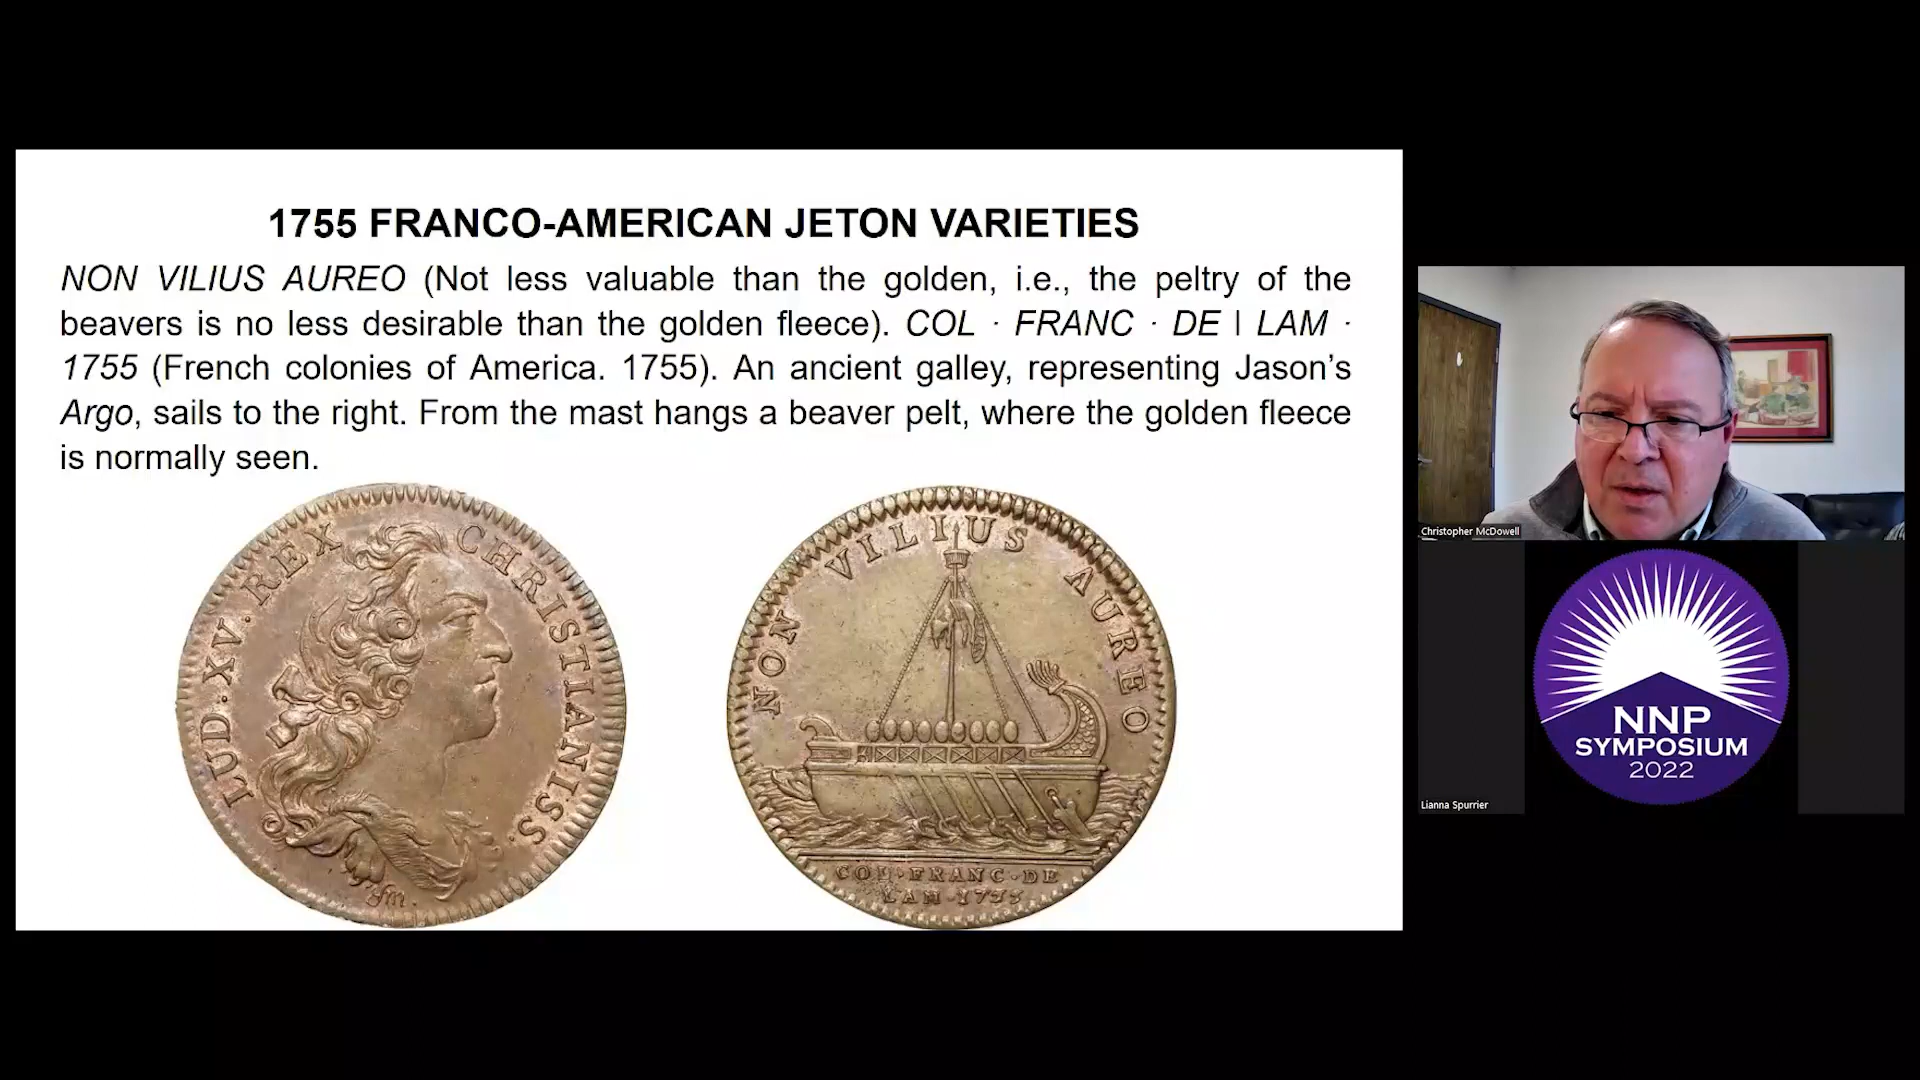 1755 FRANCO-AMERICAN JETON VARIETIES
NON VILIUS AUREO (Not less valuable than the golden, i.e., the peltry of the
beavers is no less desirable than the golden fleece). COL · FRANC · DE | LAM ·
1755 (French colonies of America. 1755). An ancient galley, representing Jason's
Argo, sails to the right. From the mast hangs a beaver pelt, where the golden fleece
is normally seen.
LUD·XV·REX CHRISTIANISS·
fm.
NON VILIUS AUREO
COL·FRANC·DE
LAM·1755
Christopher McDowell
NNP
SYMPOSIUM
2022
Lianna Spurrier